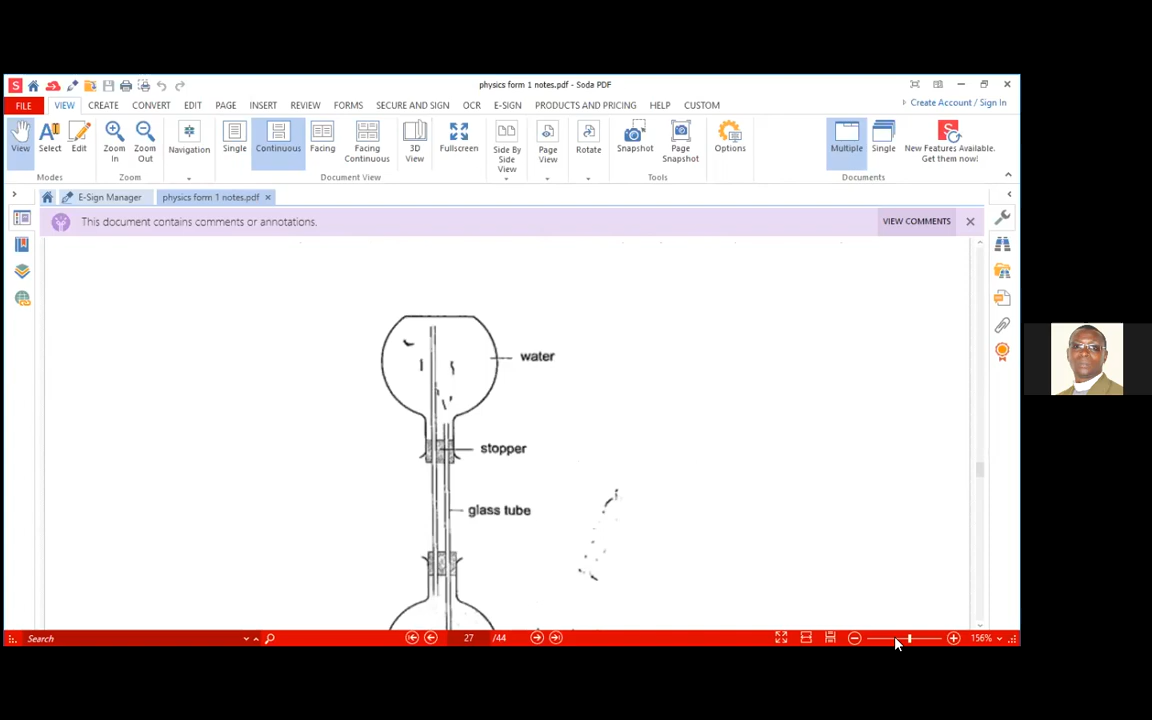 physics form 1 notes.pdf - Soda PDF
FILE VIEW CREATE CONVERT EDIT PAGE INSERT REVIEW FORMS SECURE AND SIGN OCR E-SIGN PRODUCTS AND PRICING HELP CUSTOM Create Account / Sign In
View Select Edit Zoom In Zoom Out Navigation Single Continuous Facing Facing Continuous 3D View Fullscreen Side By Side View Page View Rotate Snapshot Page Snapshot Options Multiple Single New Features Available. Get them now!
Modes Zoom Document View Tools Documents
E-Sign Manager physics form 1 notes.pdf
This document contains comments or annotations. VIEW COMMENTS
water
stopper
glass tube
Search 27 /44 156%